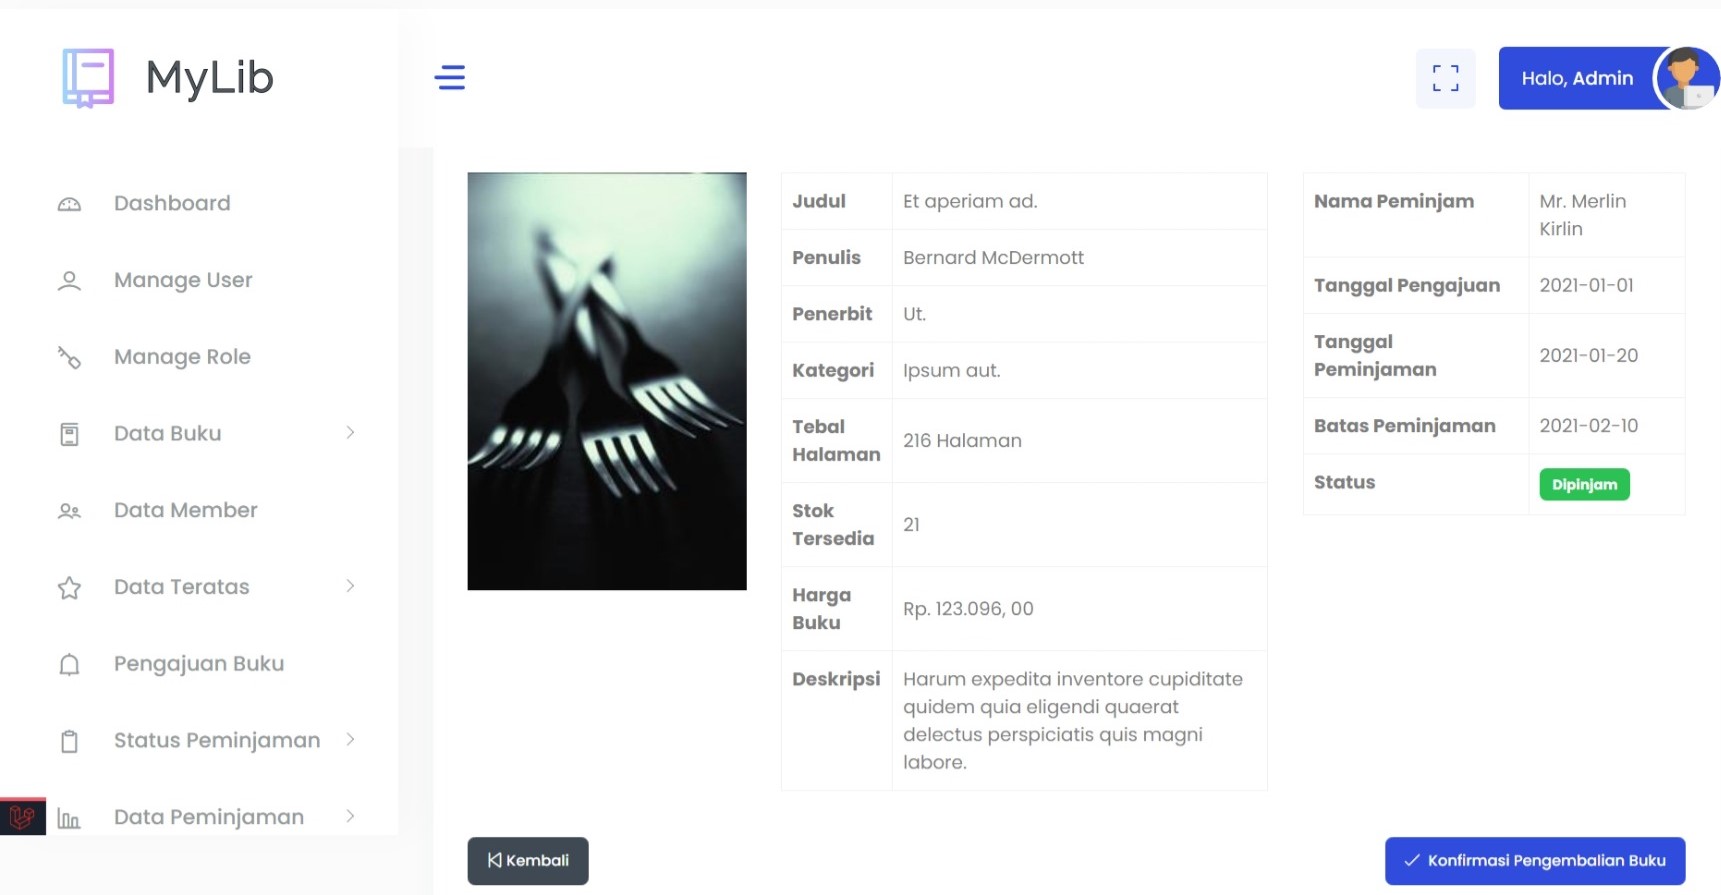 MyLib
Halo, Admin
Dashboard
Manage User
Manage Role
Data Buku
Data Member
Data Teratas
Pengajuan Buku
Status Peminjaman
Data Peminjaman
Judul
Et aperiam ad.
Penulis
Bernard McDermott
Penerbit
Ut.
Kategori
Ipsum aut.
Tebal
Halaman
216 Halaman
Stok
Tersedia
21
Harga
Buku
Rp. 123.096, 00
Deskripsi
Harum expedita inventore cupiditate
quidem quia eligendi quaerat
delectus perspiciatis quis magni
labore.
Nama Peminjam
Mr. Merlin
Kirlin
Tanggal Pengajuan
2021-01-01
Tanggal
Peminjaman
2021-01-20
Batas Peminjaman
2021-02-10
Status
Dipinjam
Kembali
Konfirmasi Pengembalian Buku